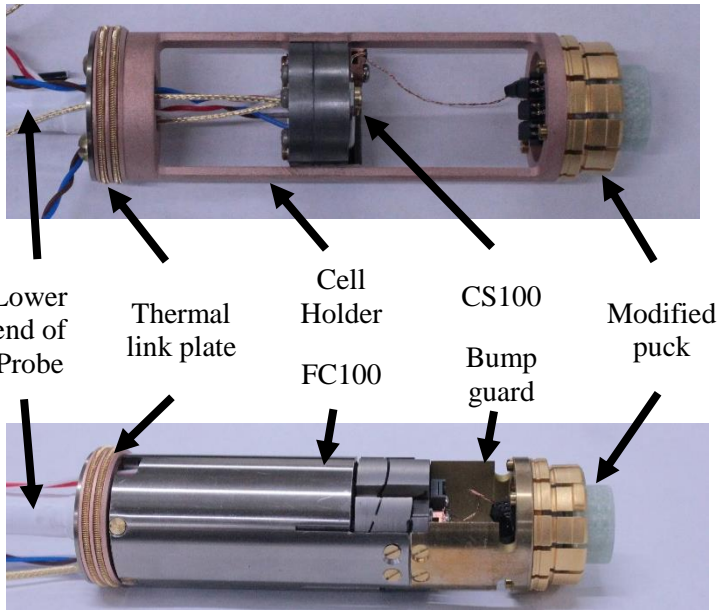 Lower
end of
Probe
Thermal
link plate
Cell
Holder
FC100
CS100
Bump
guard
Modified
puck